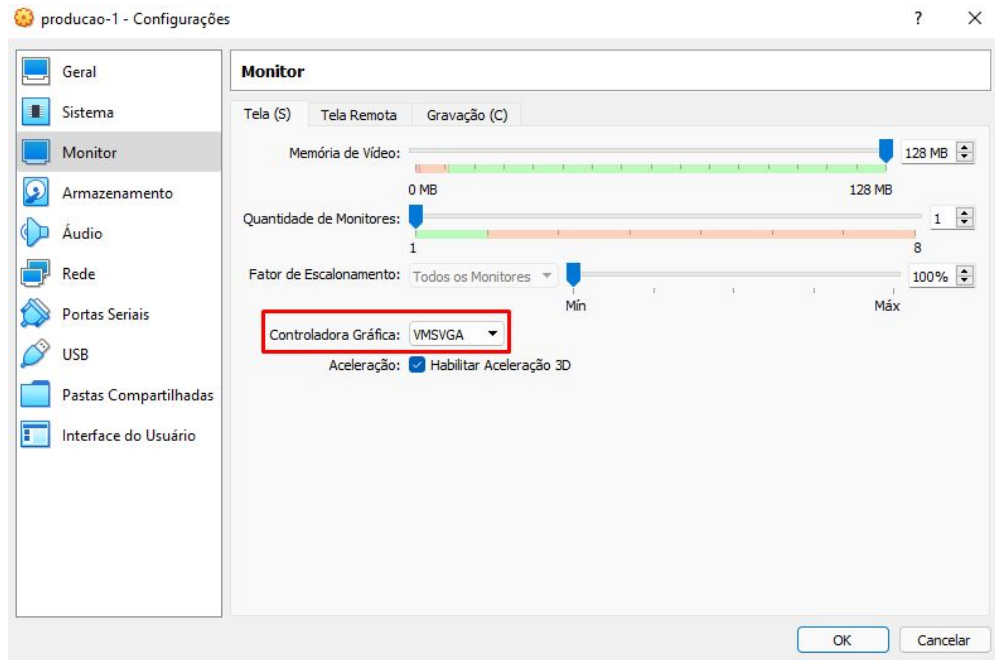 producao-1 - Configurações
?
Geral
Sistema
Monitor
Armazenamento
Áudio
Rede
Portas Seriais
USB
Pastas Compartilhadas
Interface do Usuário
Monitor
Tela (S) Tela Remota Gravação (C)
Memória de Vídeo: 128 MB
0 MB 128 MB
Quantidade de Monitores: 1
1 8
Fator de Escalonamento: Todos os Monitores 100%
Mín Máx
Controladora Gráfica: VMSVGA
Aceleração: Habilitar Aceleração 3D
OK Cancelar